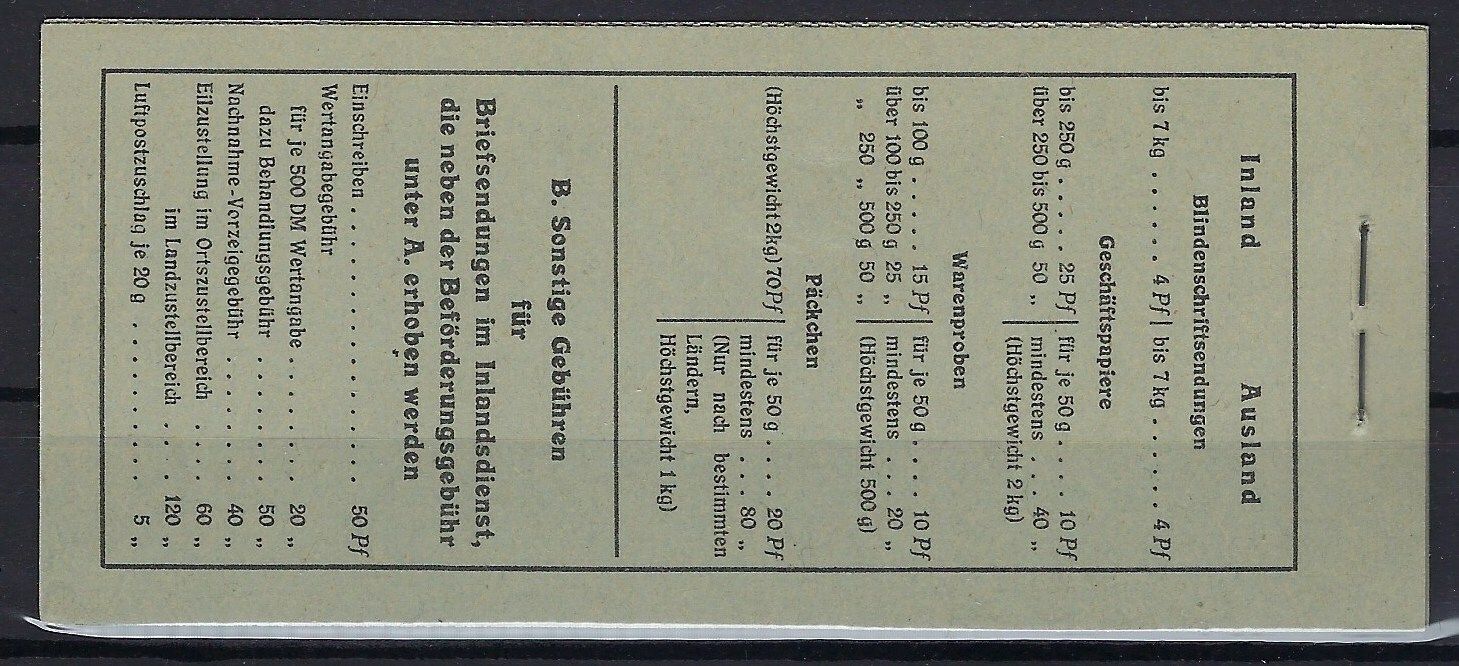 Inland Ausland
Blindenschriftsendungen
bis 7 kg . . . . . . 4 Pf | bis 7 kg . . . . . . 4 Pf
Geschäftspapiere
bis 250 g . . . . . 25 Pf | für je 50 g . . . . 10 Pf
über 250 bis 500 g 50 „ | mindestens . . . 40 „
(Höchstgewicht 2 kg)
Warenproben
bis 100 g . . . . . 15 Pf | für je 50 g . . . . 10 Pf
über 100 bis 250 g 25 „ | mindestens . . . 20 „
„ 250 „ 500 g 50 „ | (Höchstgewicht 500 g)
Päckchen
(Höchstgewicht 2 kg) 70 Pf | für je 50 g . . . . 20 Pf
mindestens . . . 80 „
(Nur nach bestimmten
Ländern,
Höchstgewicht 1 kg)
B. Sonstige Gebühren
für
Briefsendungen im Inlandsdienst,
die neben der Beförderungsgebühr
unter A. erhoben werden
Einschreiben . . . . . . . . . . . . . . 50 Pf
Wertangabegebühr
für je 500 DM Wertangabe . . . . . . . 20 „
dazu Behandlungsgebühr . . . . . . . 50 „
Nachnahme-Vorzeigegebühr . . . . . . . 40 „
Eilzustellung im Ortszustellbereich . . . . 60 „
im Landzustellbereich . . . 120 „
Luftpostzuschlag je 20 g . . . . . . . . . 5 „